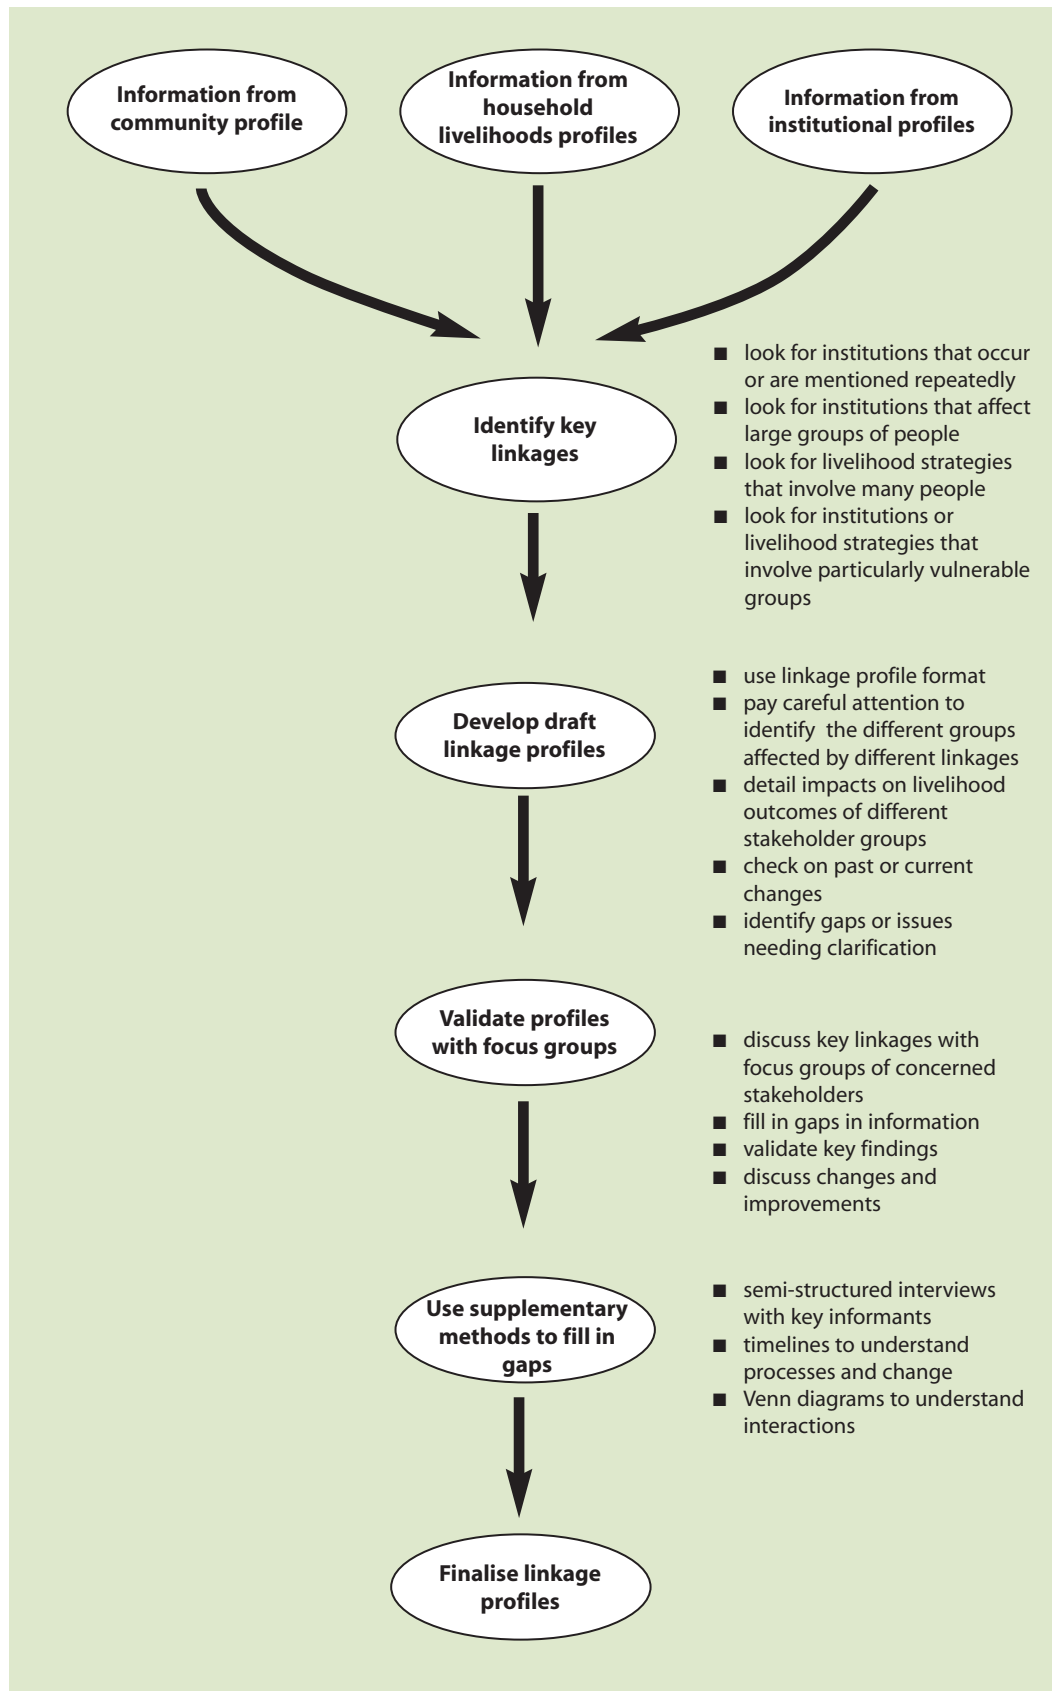 Information from
community profile
Information from
household
livelihoods profiles
Information from
institutional profiles
Identify key
linkages
■ look for institutions that occur
or are mentioned repeatedly
■ look for institutions that affect
large groups of people
■ look for livelihood strategies
that involve many people
■ look for institutions or
livelihood strategies that
involve particularly vulnerable
groups
Develop draft
linkage profiles
■ use linkage profile format
■ pay careful attention to
identify the different groups
affected by different linkages
■ detail impacts on livelihood
outcomes of different
stakeholder groups
■ check on past or current
changes
■ identify gaps or issues
needing clarification
Validate profiles
with focus groups
■ discuss key linkages with
focus groups of concerned
stakeholders
■ fill in gaps in information
■ validate key findings
■ discuss changes and
improvements
Use supplementary
methods to fill in
gaps
■ semi-structured interviews
with key informants
■ timelines to understand
processes and change
■ Venn diagrams to understand
interactions
Finalise linkage
profiles